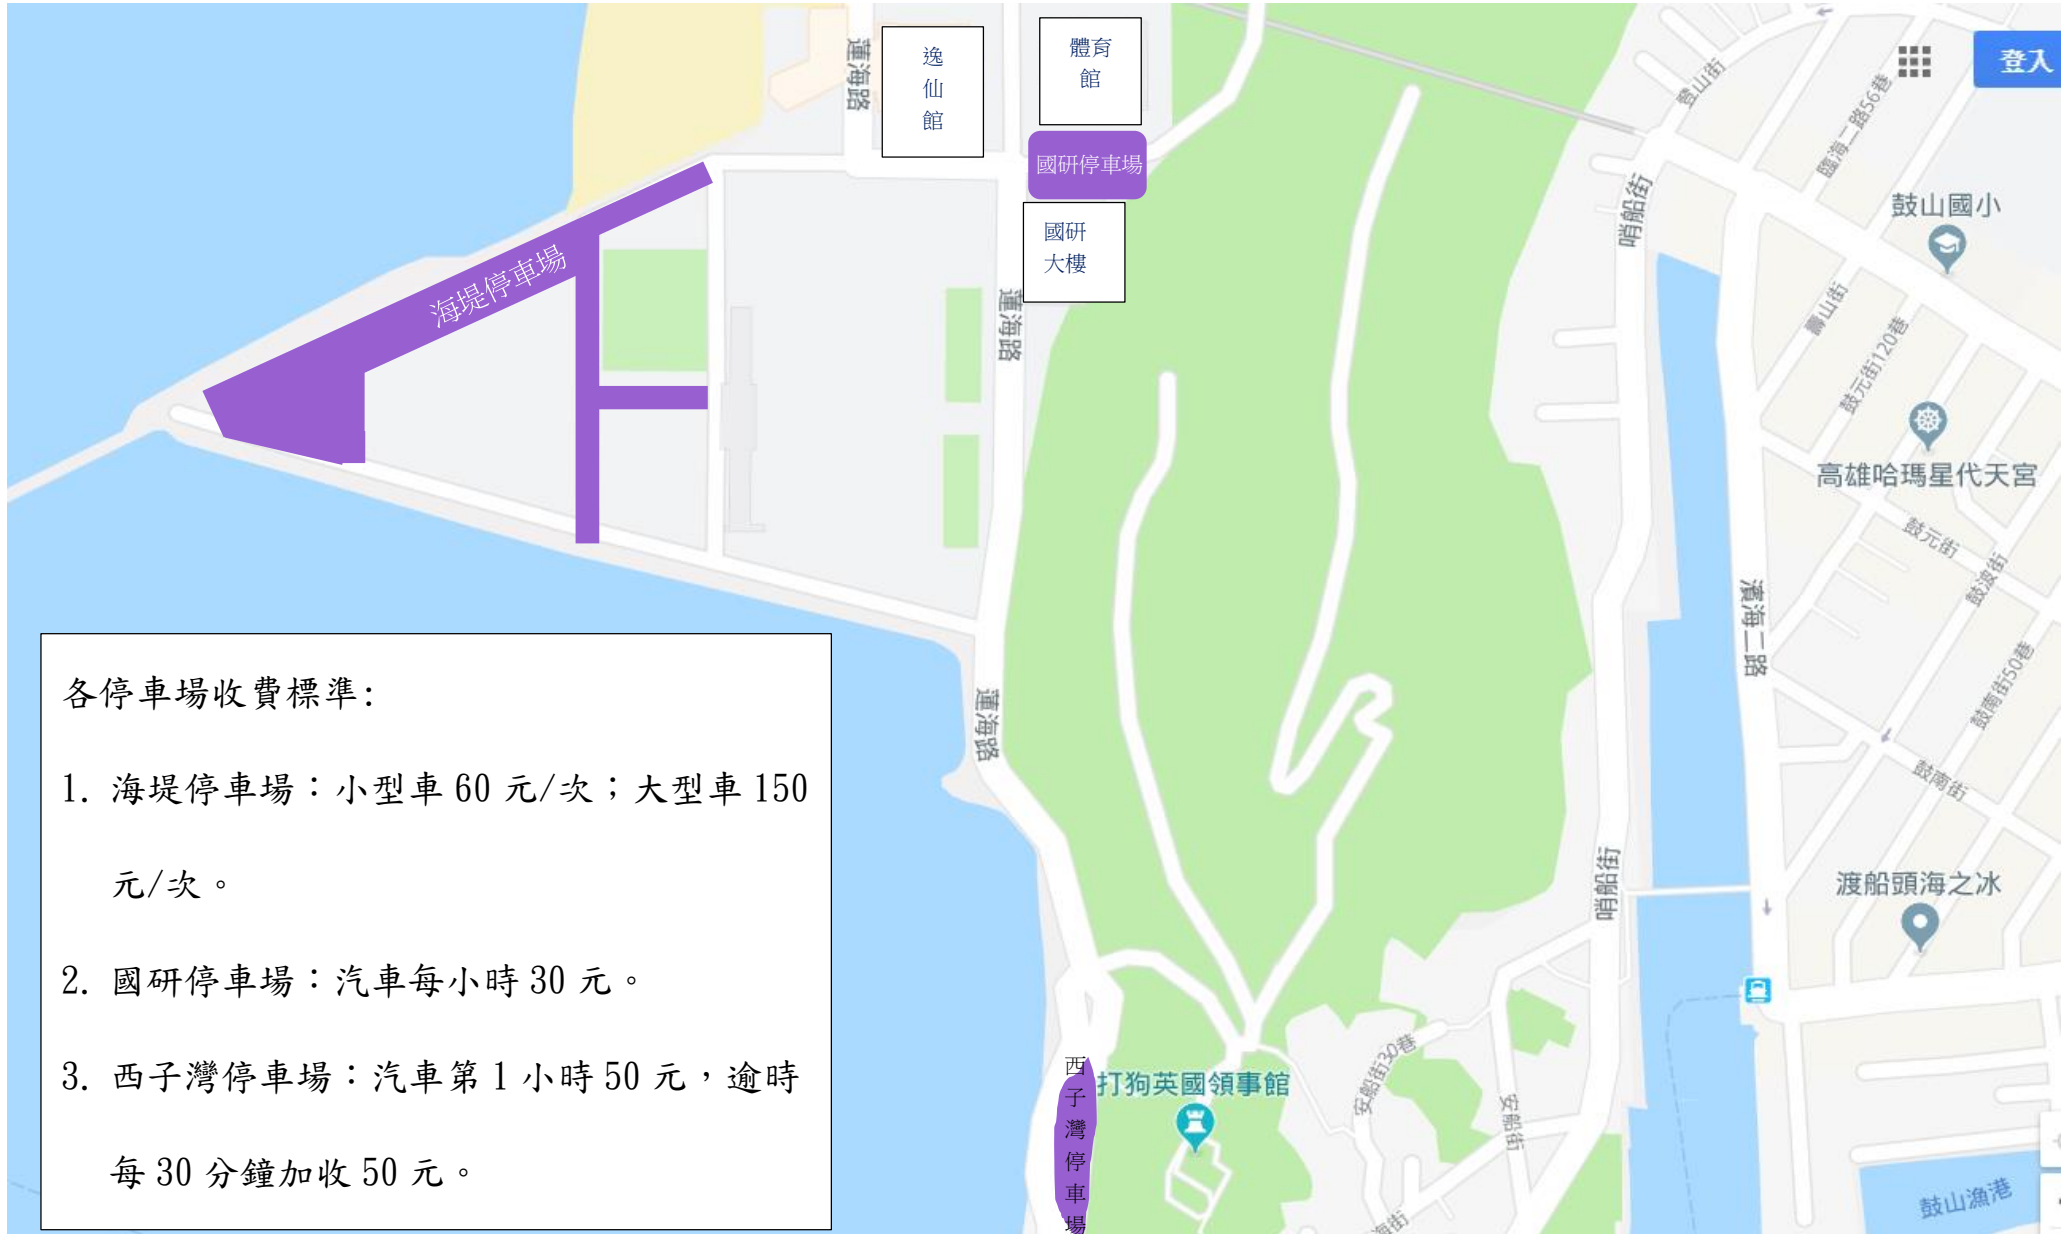 蓮海路
逸
仙
館
體育
館
登入
國研停車場
國研
大樓
海堤停車場
蓮海路
蓮海路
登山街
臨海二路56巷
哨船街
鼓山國小
壽山街
鼓元街120巷
高雄哈瑪星代天宮
鼓元街
鼓波街
濱海二路
鼓南街50巷
鼓南街
哨船街
渡船頭海之冰
各停車場收費標準:
1. 海堤停車場：小型車 60 元/次；大型車 150
元/次。
2. 國研停車場：汽車每小時 30 元。
3. 西子灣停車場：汽車第 1 小時 50 元，逾時
每 30 分鐘加收 50 元。
西
子
灣
停
車
場
打狗英國領事館
安船街30巷
安船街
海街
鼓山漁港